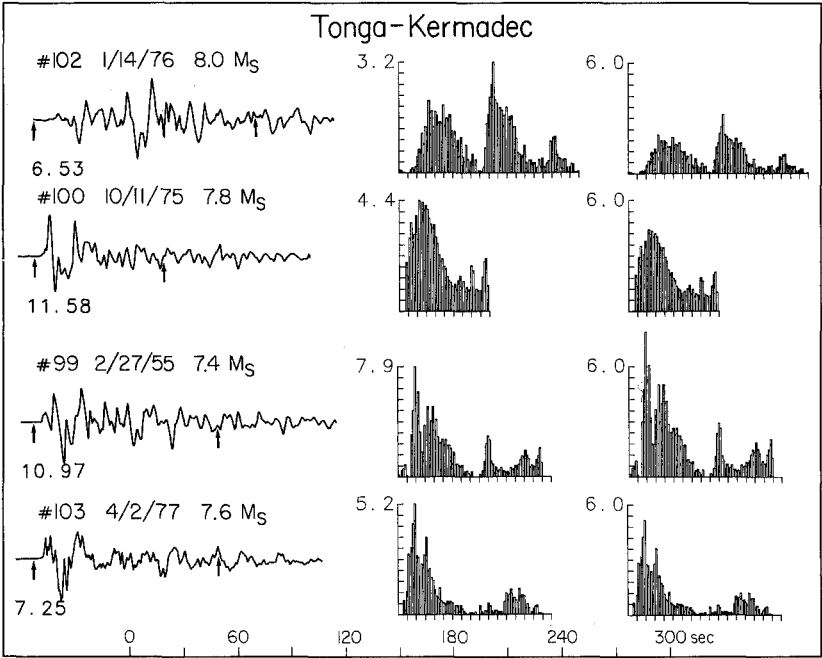 Tonga-Kermadec
#102 1/14/76 8.0 MS
3.2
6.0
6.53
#100 10/11/75 7.8 MS
4.4
6.0
11.58
#99 2/27/55 7.4 MS
7.9
6.0
10.97
#103 4/2/77 7.6 MS
5.2
6.0
7.25
0 60 120 180 240 300 sec